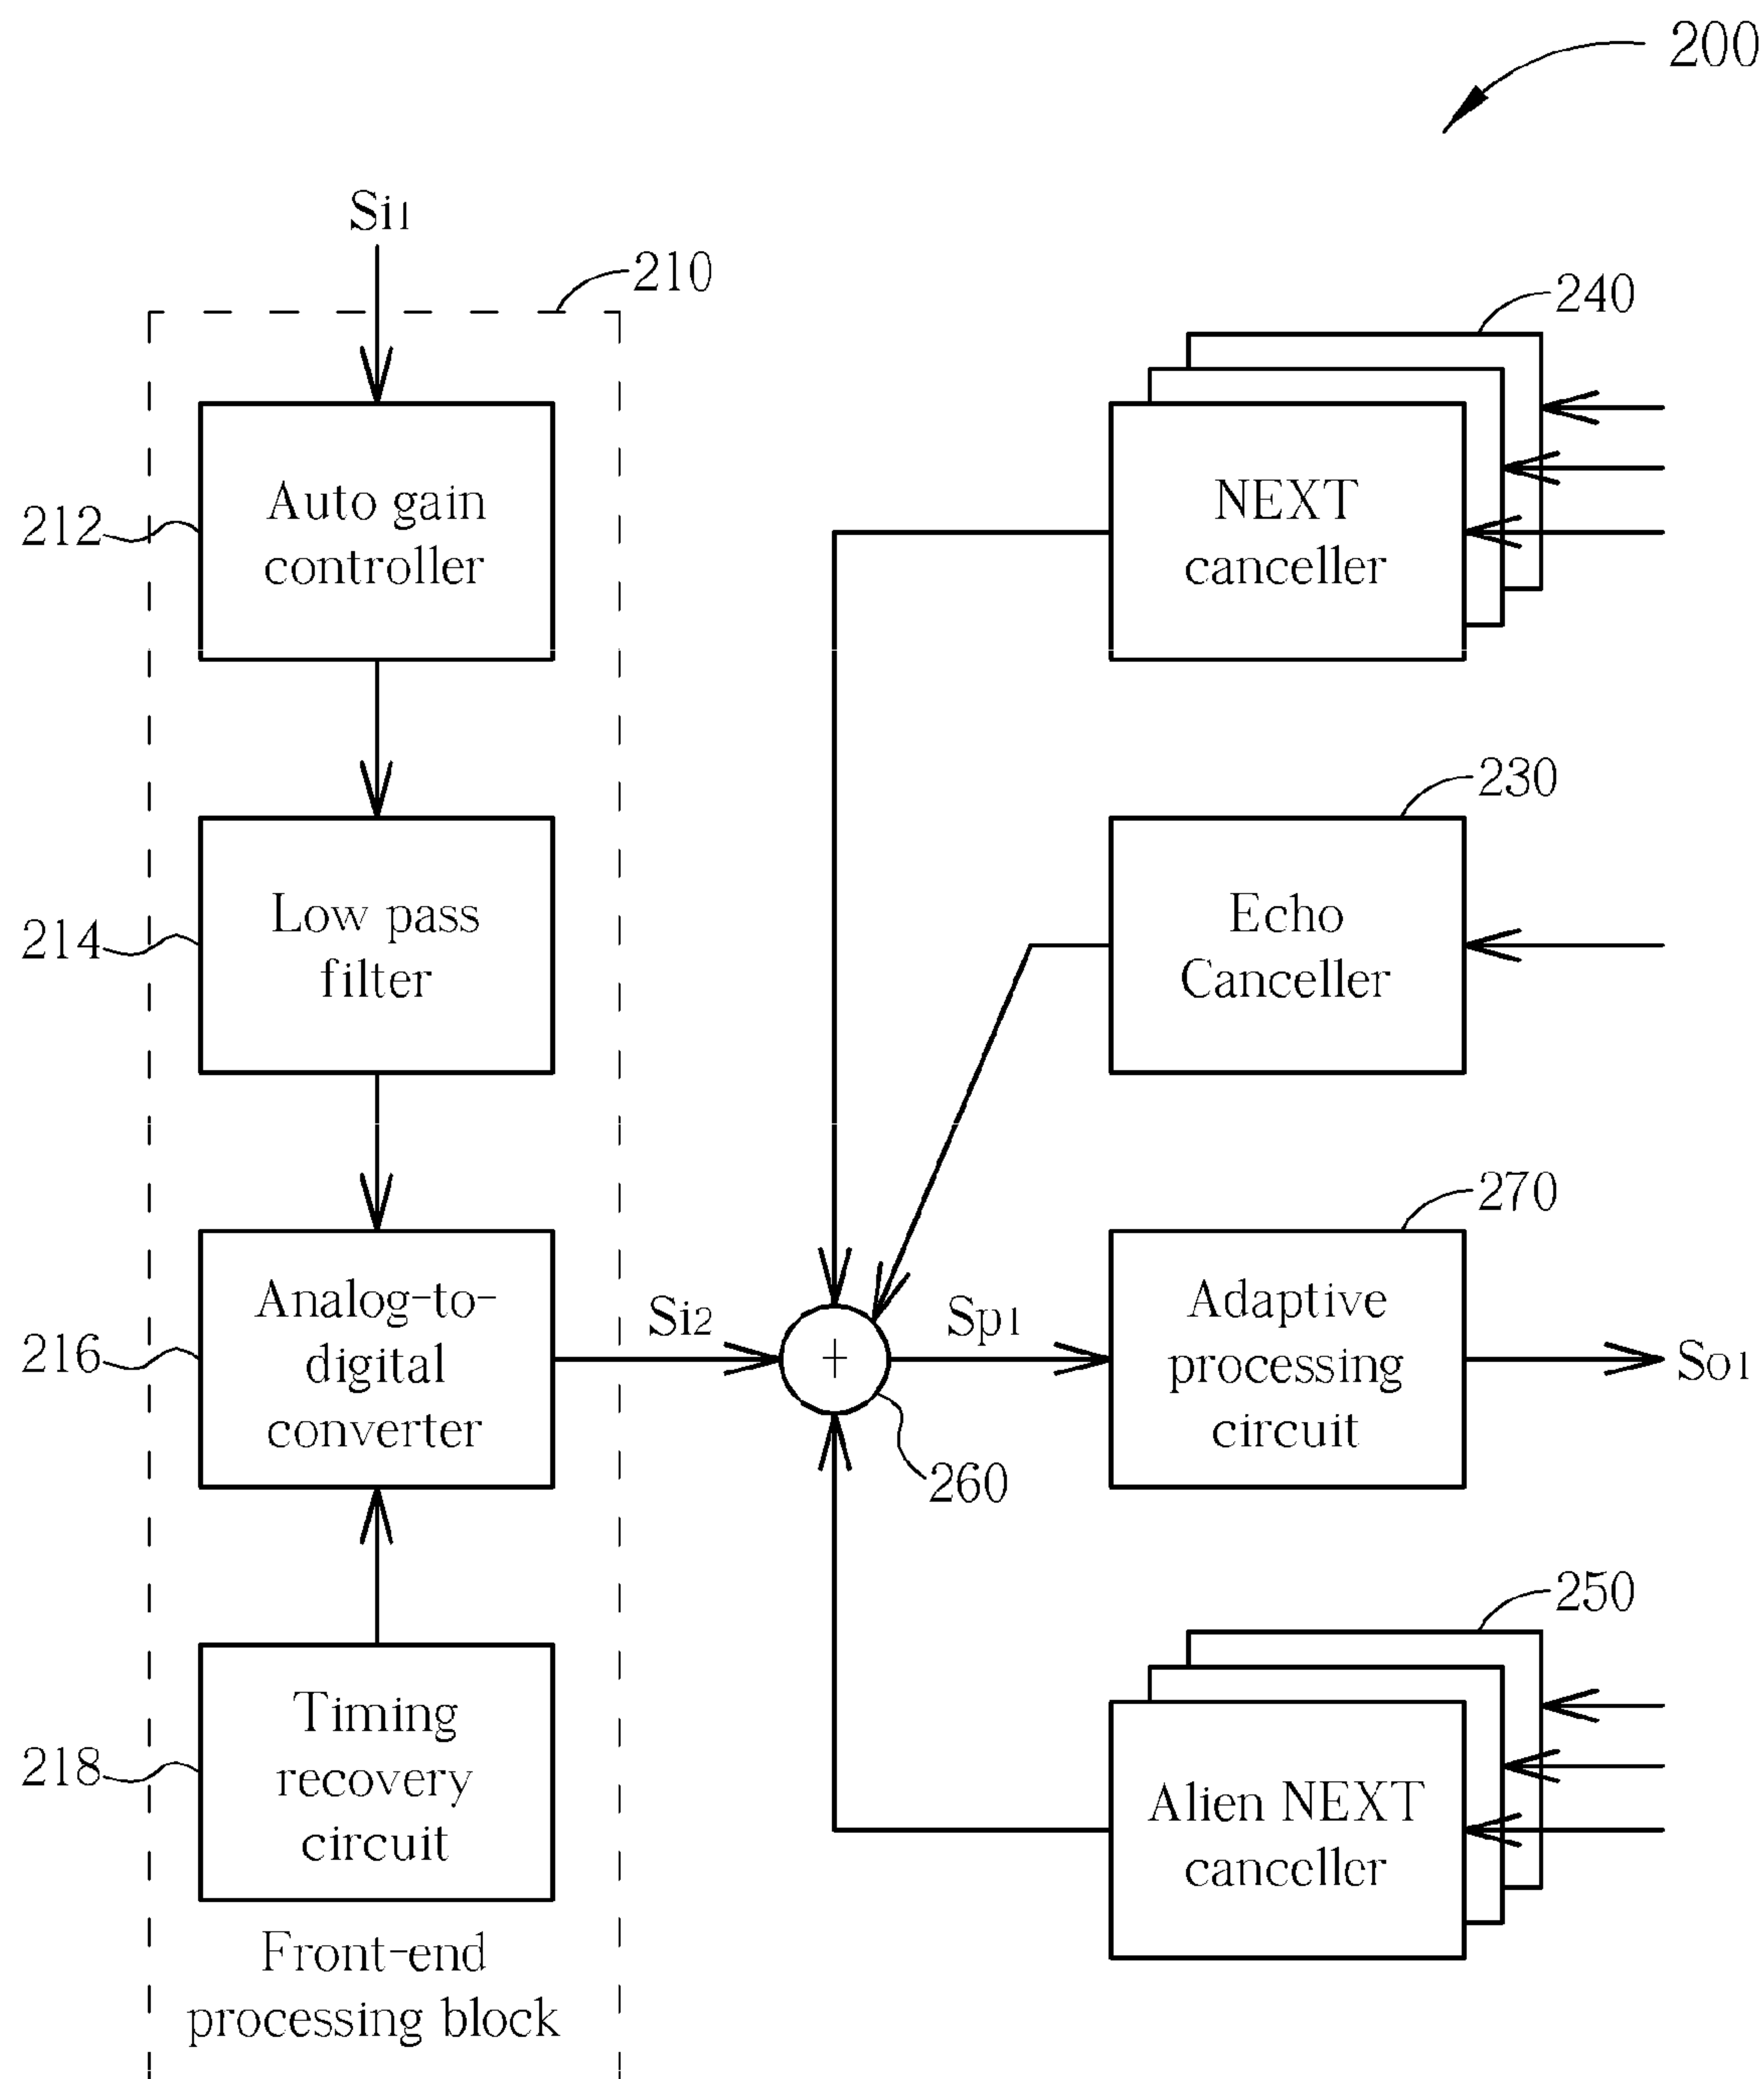 200
Si1
210
240
Auto gain
controller
212
NEXT
canceller
230
Low pass
filter
214
Echo
Canceller
270
Analog-to-
digital
converter
216
Si2
+
Sp1
Adaptive
processing
circuit
So1
260
250
Timing
recovery
circuit
218
Alien NEXT
canceller
Front-end
processing block